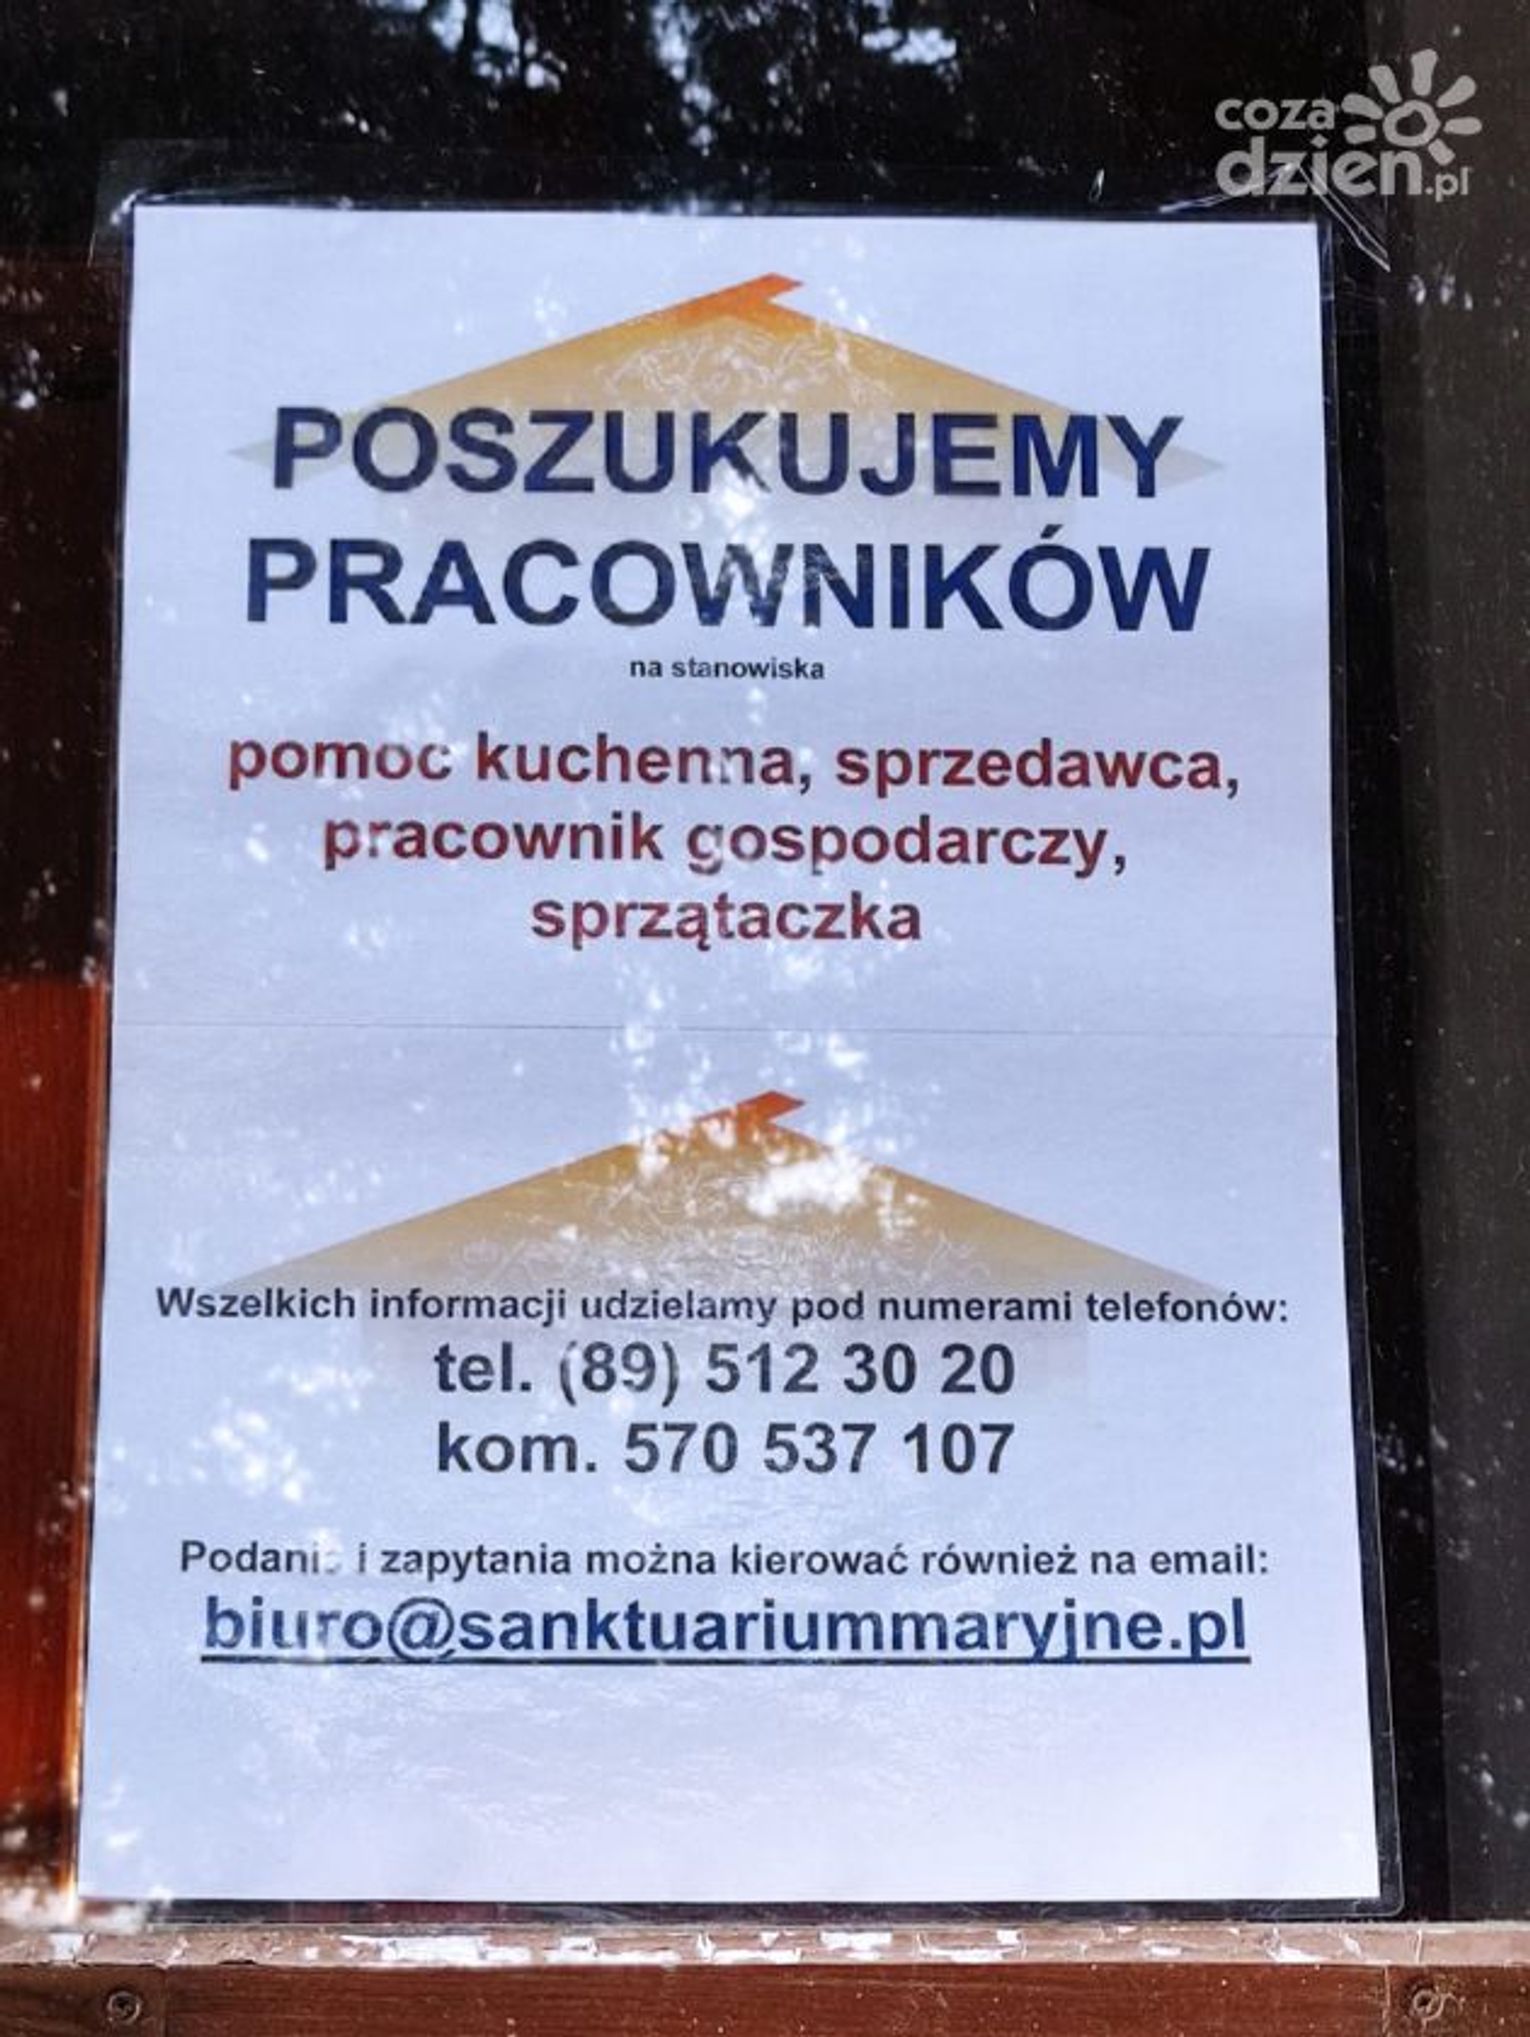 coza
dzien.pl
POSZUKUJEMY
PRACOWNIKÓW
na stanowiska
pomoc kuchenna, sprzedawca,
pracownik gospodarczy,
sprzątaczka
Wszelkich informacji udzielamy pod numerami telefonów:
tel. (89) 512 30 20
kom. 570 537 107
Podania i zapytania można kierować również na email:
biuro@sanktuariummaryjne.pl